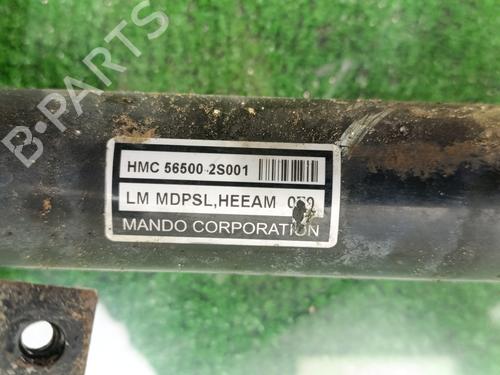 B-PARTS
HMC 56500 2S001
LM MDPSL,HEEAM
MANDO CORPORATION